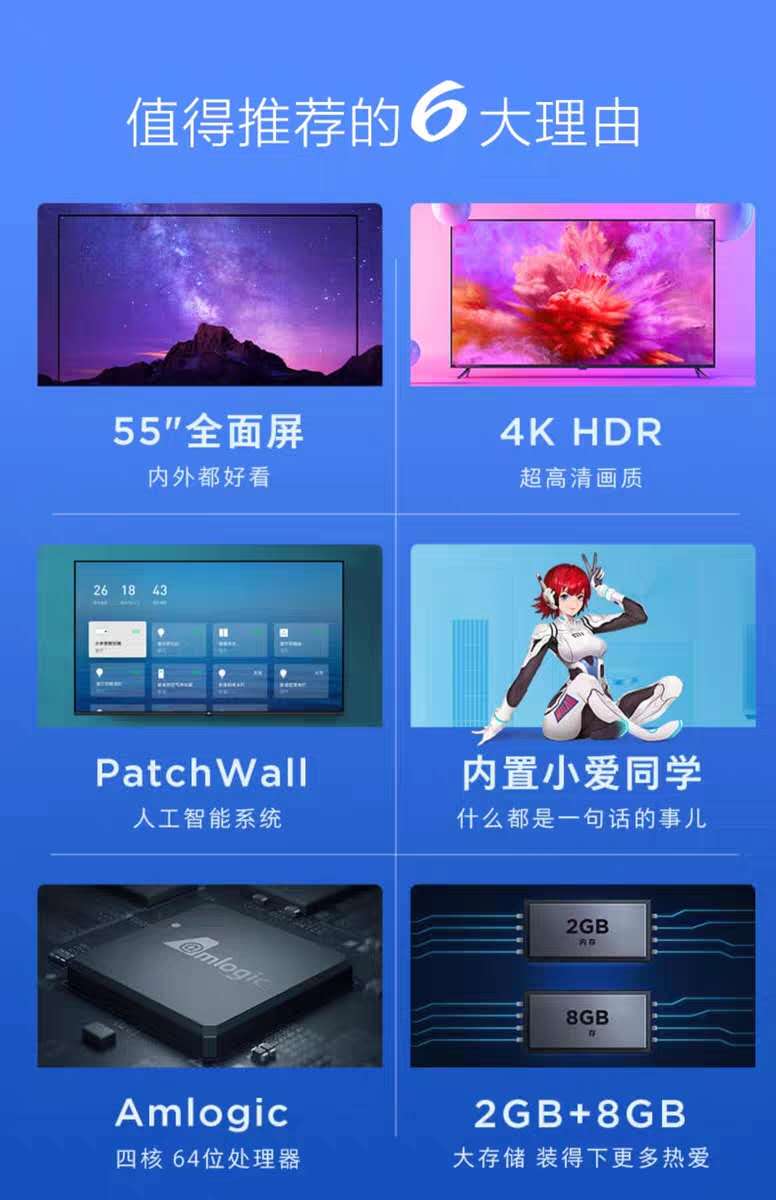 值得推荐的6大理由
55"全面屏
内外都好看
4K HDR
超高清画质
26 18 43
PatchWall
人工智能系统
内置小爱同学
什么都是一句话的事儿
Amlogic
Amlogic
四核 64位处理器
2GB
内存
8GB
存
2GB+8GB
大存储 装得下更多热爱